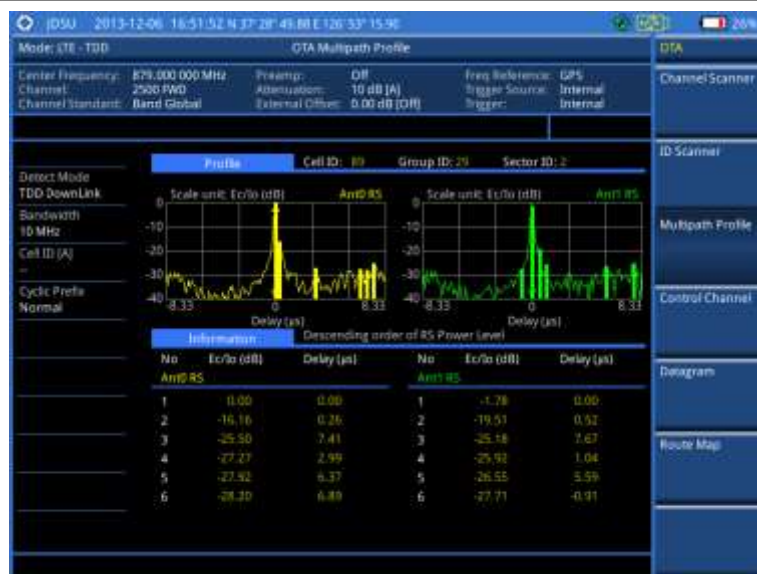 JDSU 2013-12-06 16:51:52 N 37° 28' 49.88 E 126° 53' 15.90
Mode: LTE - TDD
OTA Multipath Profile
OTA
Center Frequency: 879.000 000 MHz
Channel: 2500 FWD
Channel Standard: Band Global
Preamp: Off
Attenuation: 10 dB [A]
External Offset: 0.00 dB [Off]
Freq Reference: GPS
Trigger Source: Internal
Trigger: Internal
Channel Scanner
ID Scanner
Multipath Profile
Control Channel
Datagram
Route Map
Detect Mode
TDD DownLink
Bandwidth
10 MHz
Cell ID [A]
--
Cyclic Prefix
Normal
Profile Cell ID: 89 Group ID: 29 Sector ID: 2
Scale unit: Ec/Io (dB) Ant0 RS
0
-10
-20
-30
-40
-8.33 0 8.33
Delay (µs)
Scale unit: Ec/Io (dB) Ant1 RS
0
-10
-20
-30
-40
-8.33 0 8.33
Delay (µs)
Information Descending order of RS Power Level
No Ec/Io (dB) Delay (µs) No Ec/Io (dB) Delay (µs)
Ant0 RS Ant1 RS
1 0.00 0.00 1 -1.78 0.00
2 -16.16 0.26 2 -19.51 0.52
3 -25.50 7.41 3 -25.18 7.67
4 -27.27 2.99 4 -25.92 1.04
5 -27.92 6.37 5 -26.55 5.59
6 -28.20 6.89 6 -27.71 -0.91